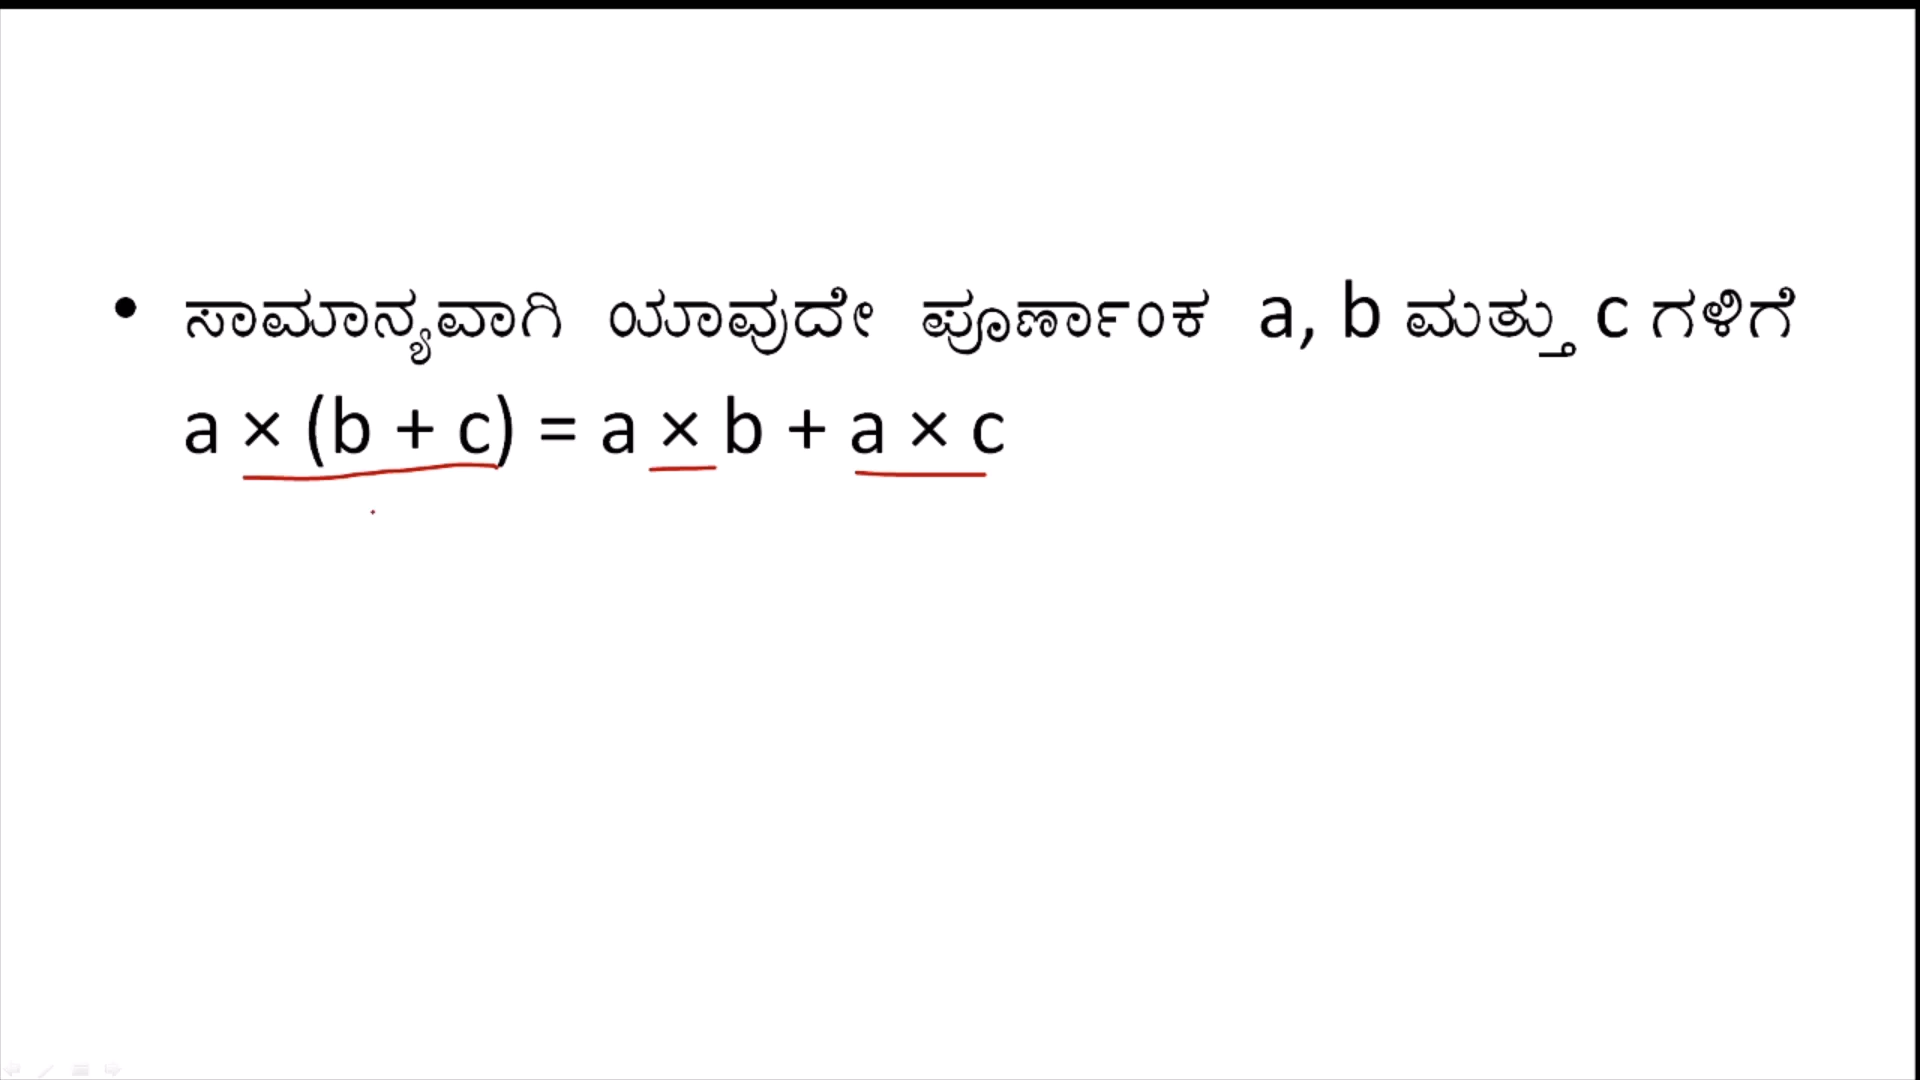 • ಸಾಮಾನ್ಯವಾಗಿ ಯಾವುದೇ ಪೂರ್ಣಾಂಕ a, b ಮತ್ತು c ಗಳಿಗೆ
a × (b + c) = a × b + a × c